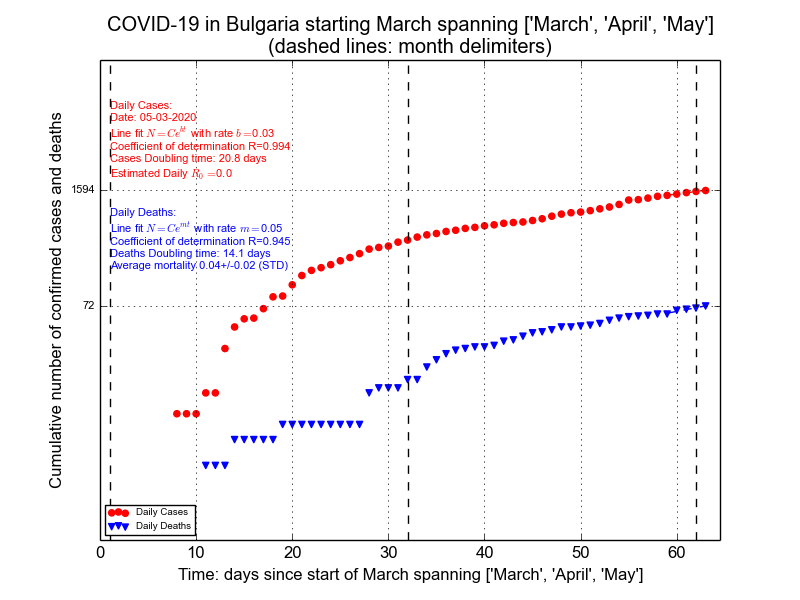 COVID-19 in Bulgaria starting March spanning ['March', 'April', 'May']
(dashed lines: month delimiters)
Cumulative number of confirmed cases and deaths
1594
72
Daily Cases:
Date: 05-03-2020
Line fit N = Ce^{bt} with rate b =0.03
Coefficient of determination R=0.994
Cases Doubling time: 20.8 days
Estimated Daily R_0 =0.0
Daily Deaths:
Line fit N = Ce^{mt} with rate m =0.05
Coefficient of determination R=0.945
Deaths Doubling time: 14.1 days
Average mortality 0.04+/-0.02 (STD)
Daily Cases
Daily Deaths
0 10 20 30 40 50 60
Time: days since start of March spanning ['March', 'April', 'May']